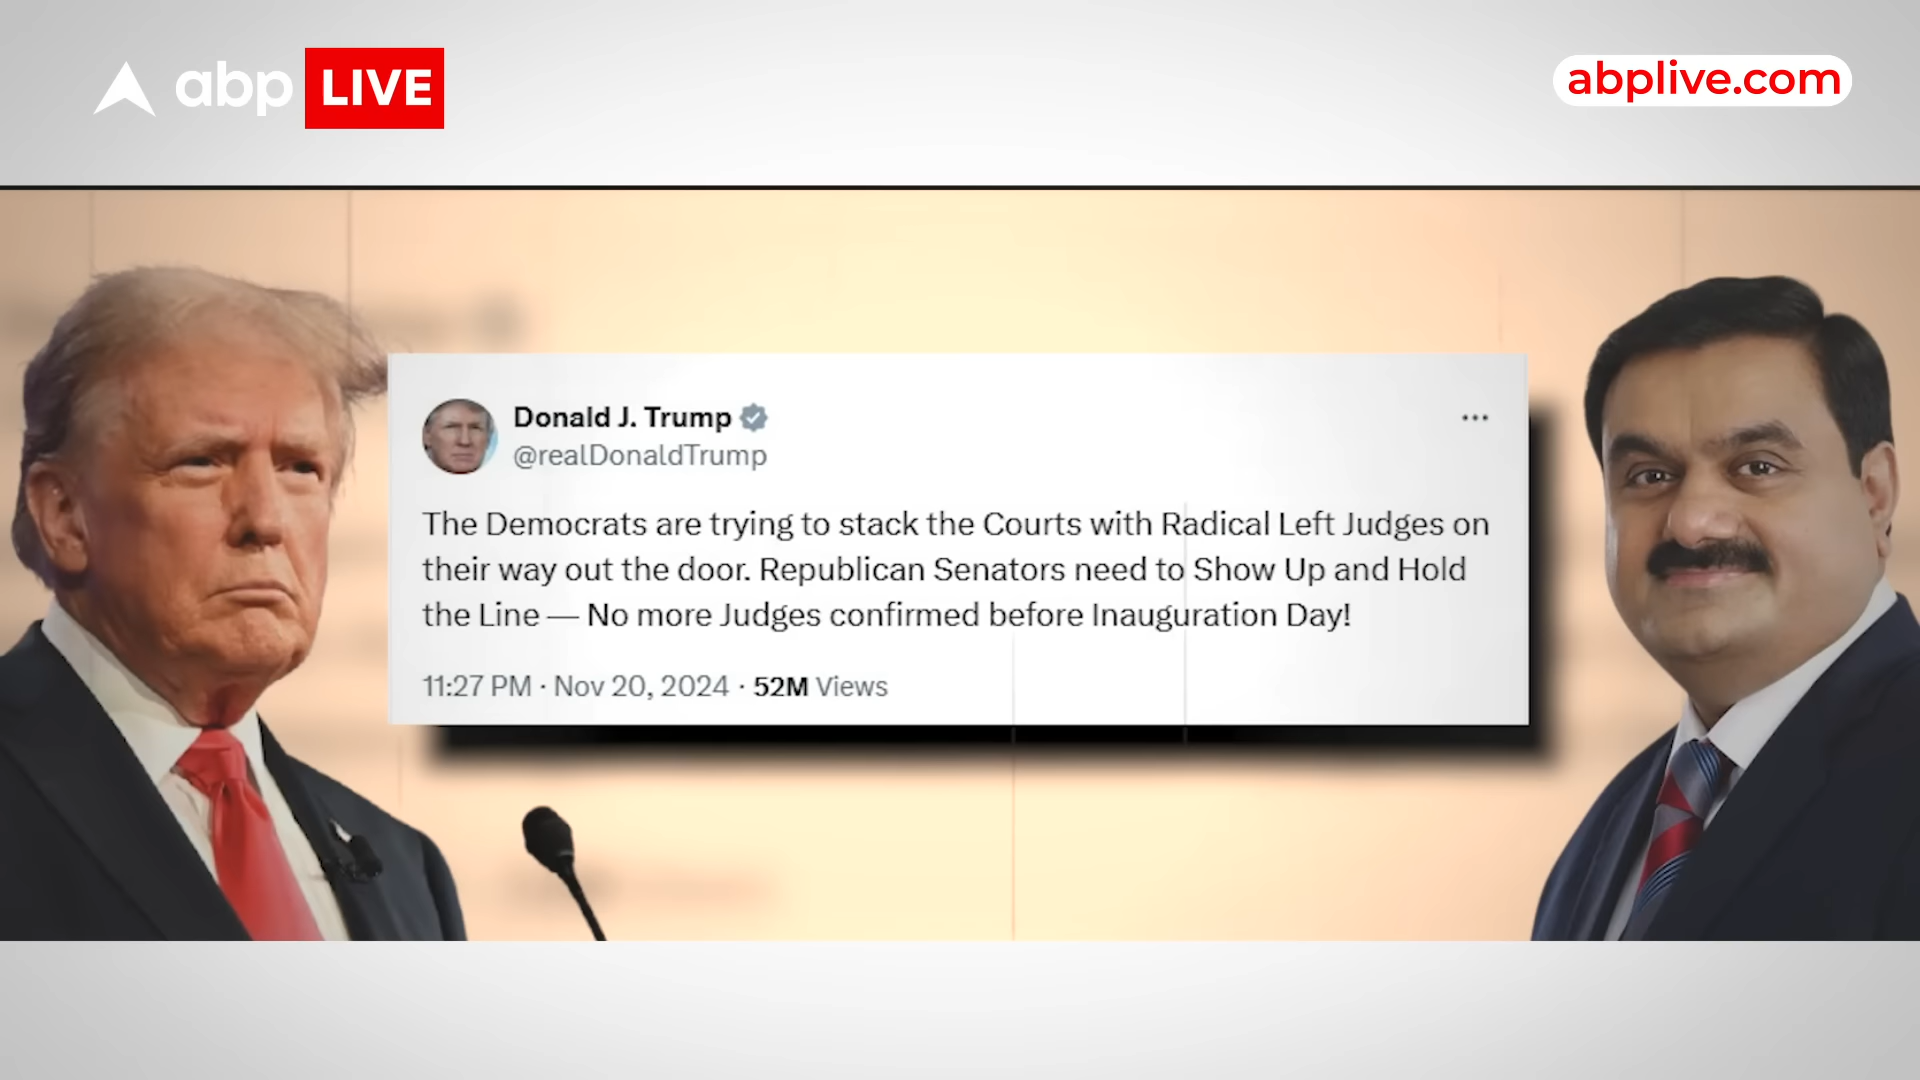 abp LIVE
abplive.com
Donald J. Trump
@realDonaldTrump
The Democrats are trying to stack the Courts with Radical Left Judges on
their way out the door. Republican Senators need to Show Up and Hold
the Line — No more Judges confirmed before Inauguration Day!
11:27 PM · Nov 20, 2024 · 52M Views